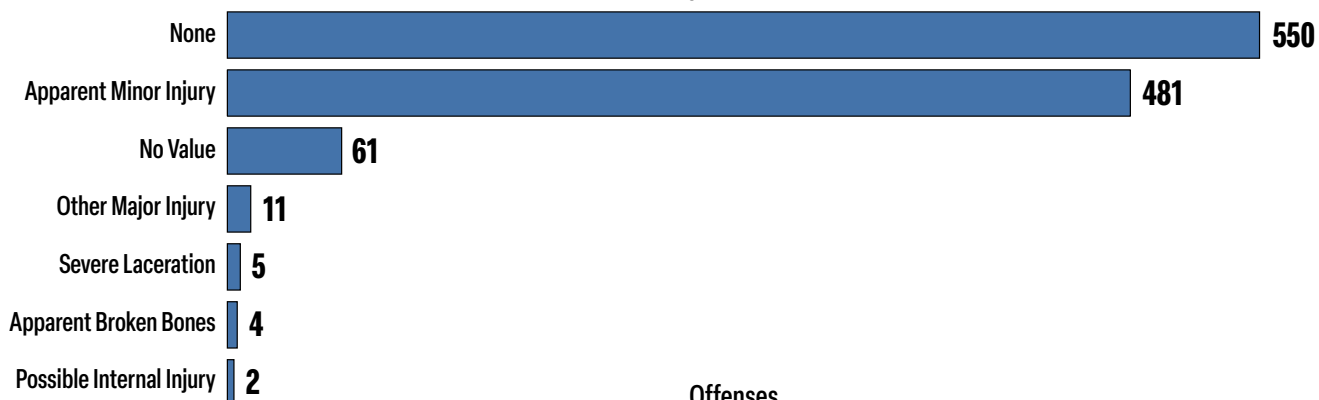 None 550
Apparent Minor Injury 481
No Value 61
Other Major Injury 11
Severe Laceration 5
Apparent Broken Bones 4
Possible Internal Injury 2
Offenses